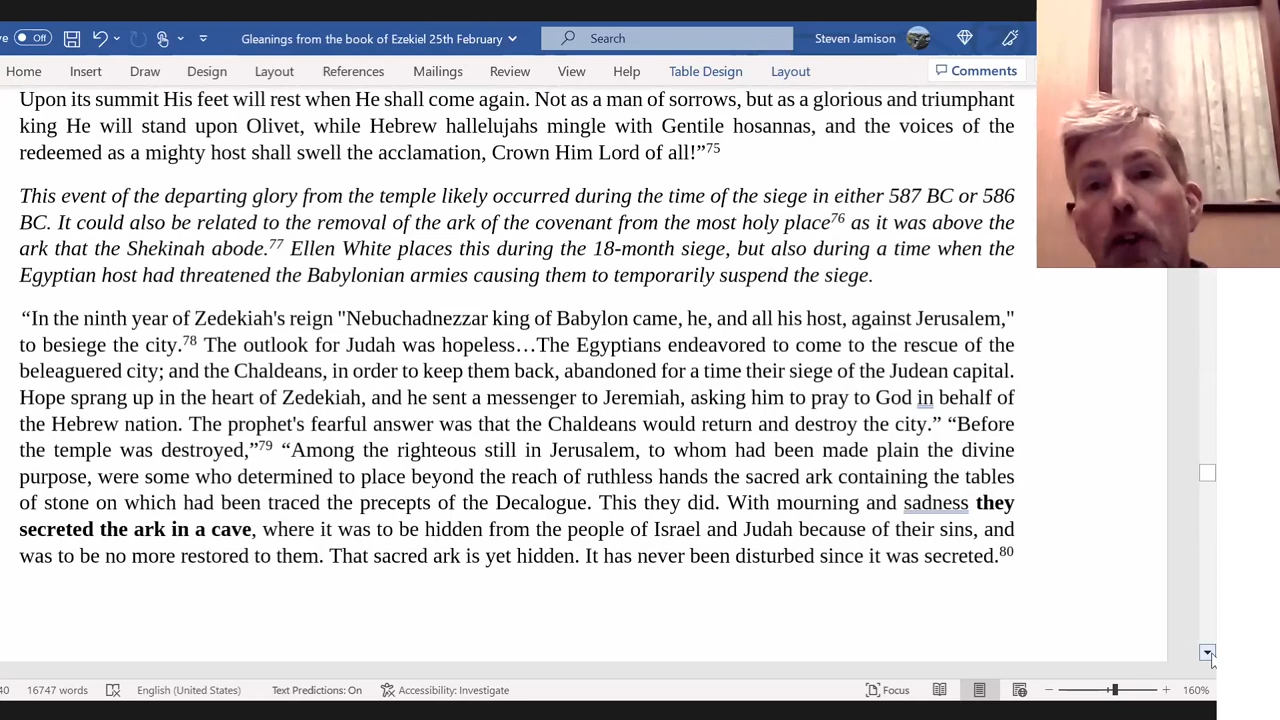 Off
Gleanings from the book of Ezekiel 25th February
Search
Steven Jamison
Home Insert Draw Design Layout References Mailings Review View Help Table Design Layout Comments
Upon its summit His feet will rest when He shall come again. Not as a man of sorrows, but as a glorious and triumphant
king He will stand upon Olivet, while Hebrew hallelujahs mingle with Gentile hosannas, and the voices of the
redeemed as a mighty host shall swell the acclamation, Crown Him Lord of all!”75
This event of the departing glory from the temple likely occurred during the time of the siege in either 587 BC or 586
BC. It could also be related to the removal of the ark of the covenant from the most holy place76 as it was above the
ark that the Shekinah abode.77 Ellen White places this during the 18-month siege, but also during a time when the
Egyptian host had threatened the Babylonian armies causing them to temporarily suspend the siege.
“In the ninth year of Zedekiah's reign "Nebuchadnezzar king of Babylon came, he, and all his host, against Jerusalem,"
to besiege the city.78 The outlook for Judah was hopeless…The Egyptians endeavored to come to the rescue of the
beleaguered city; and the Chaldeans, in order to keep them back, abandoned for a time their siege of the Judean capital.
Hope sprang up in the heart of Zedekiah, and he sent a messenger to Jeremiah, asking him to pray to God in behalf of
the Hebrew nation. The prophet's fearful answer was that the Chaldeans would return and destroy the city.” “Before
the temple was destroyed,”79 “Among the righteous still in Jerusalem, to whom had been made plain the divine
purpose, were some who determined to place beyond the reach of ruthless hands the sacred ark containing the tables
of stone on which had been traced the precepts of the Decalogue. This they did. With mourning and sadness they
secreted the ark in a cave, where it was to be hidden from the people of Israel and Judah because of their sins, and
was to be no more restored to them. That sacred ark is yet hidden. It has never been disturbed since it was secreted.80
40 16747 words English (United States) Text Predictions: On Accessibility: Investigate Focus 160%